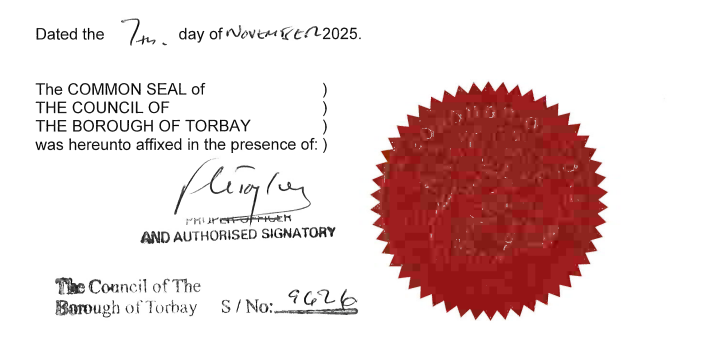 Dated the 7th. day of NOVEMBER 2025.
The COMMON SEAL of )
THE COUNCIL OF )
THE BOROUGH OF TORBAY )
was hereunto affixed in the presence of: )
PROPER OFFICER
AND AUTHORISED SIGNATORY
The Council of The
Borough of Torbay S / No: 9626